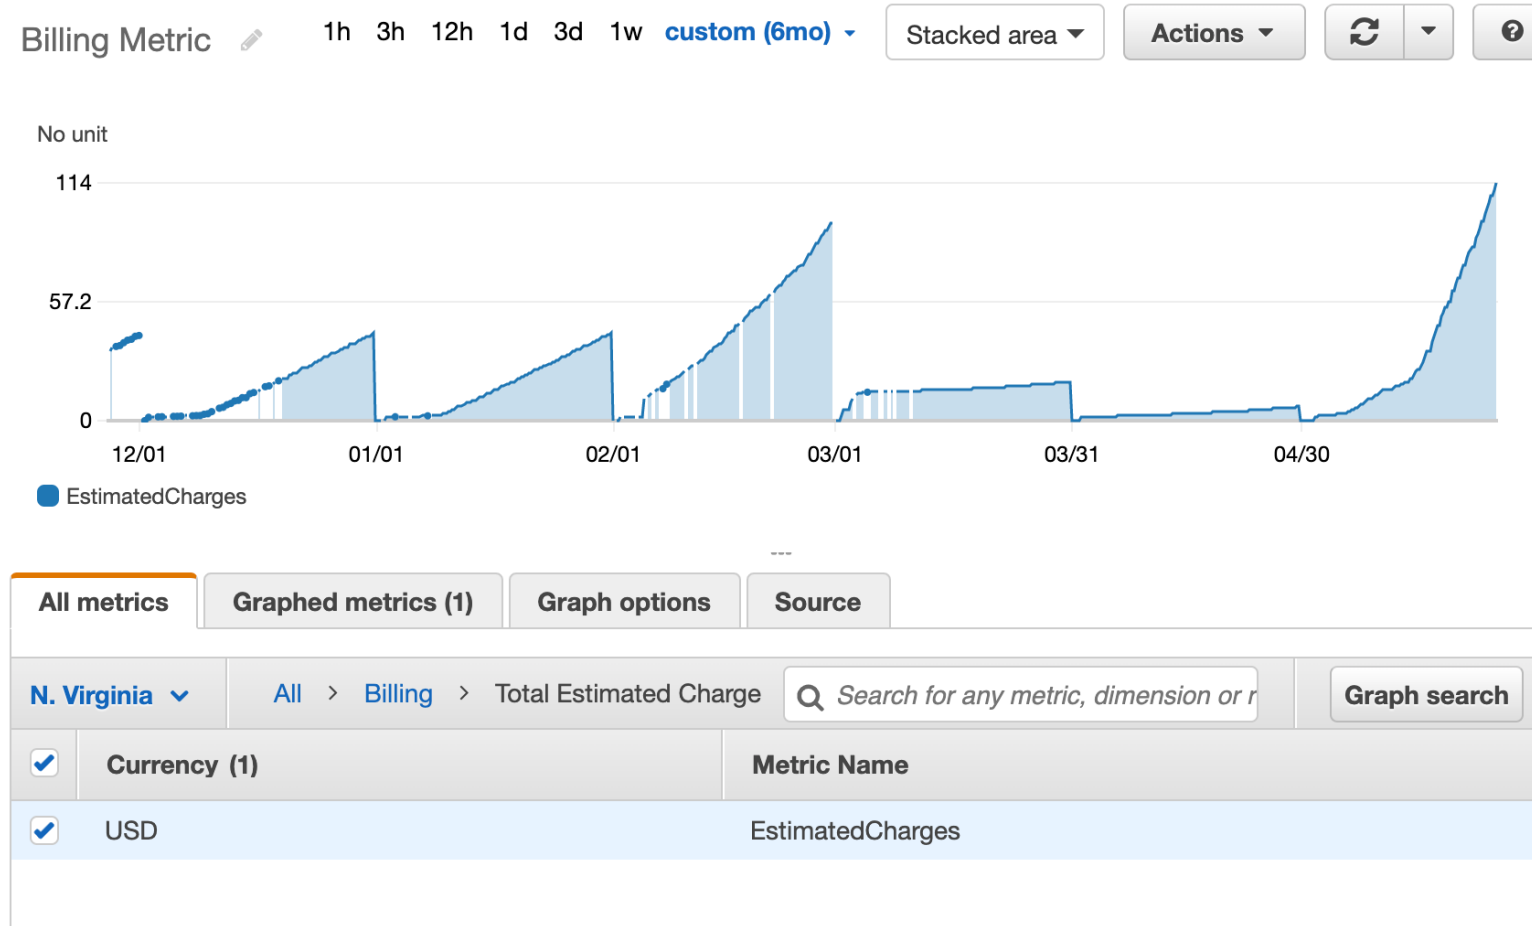 Billing Metric 1h 3h 12h 1d 3d 1w custom (6mo) Stacked area Actions ?
No unit
114
57.2
0
12/01 01/01 02/01 03/01 03/31 04/30
EstimatedCharges
---
All metrics Graphed metrics (1) Graph options Source
N. Virginia All > Billing > Total Estimated Charge Search for any metric, dimension or r Graph search
Currency (1) Metric Name
USD EstimatedCharges